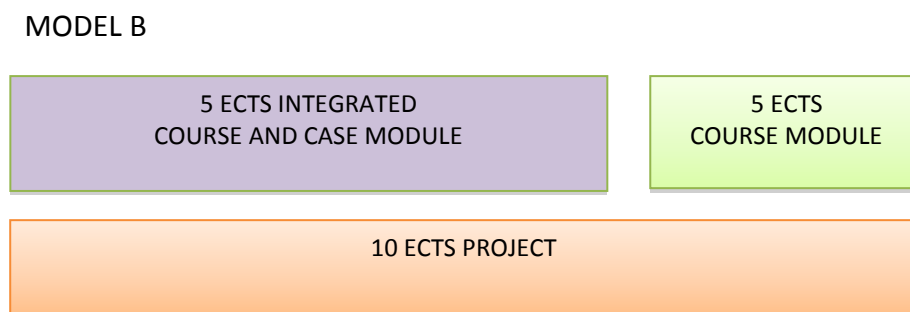 MODEL B
5 ECTS INTEGRATED
COURSE AND CASE MODULE
5 ECTS
COURSE MODULE
10 ECTS PROJECT